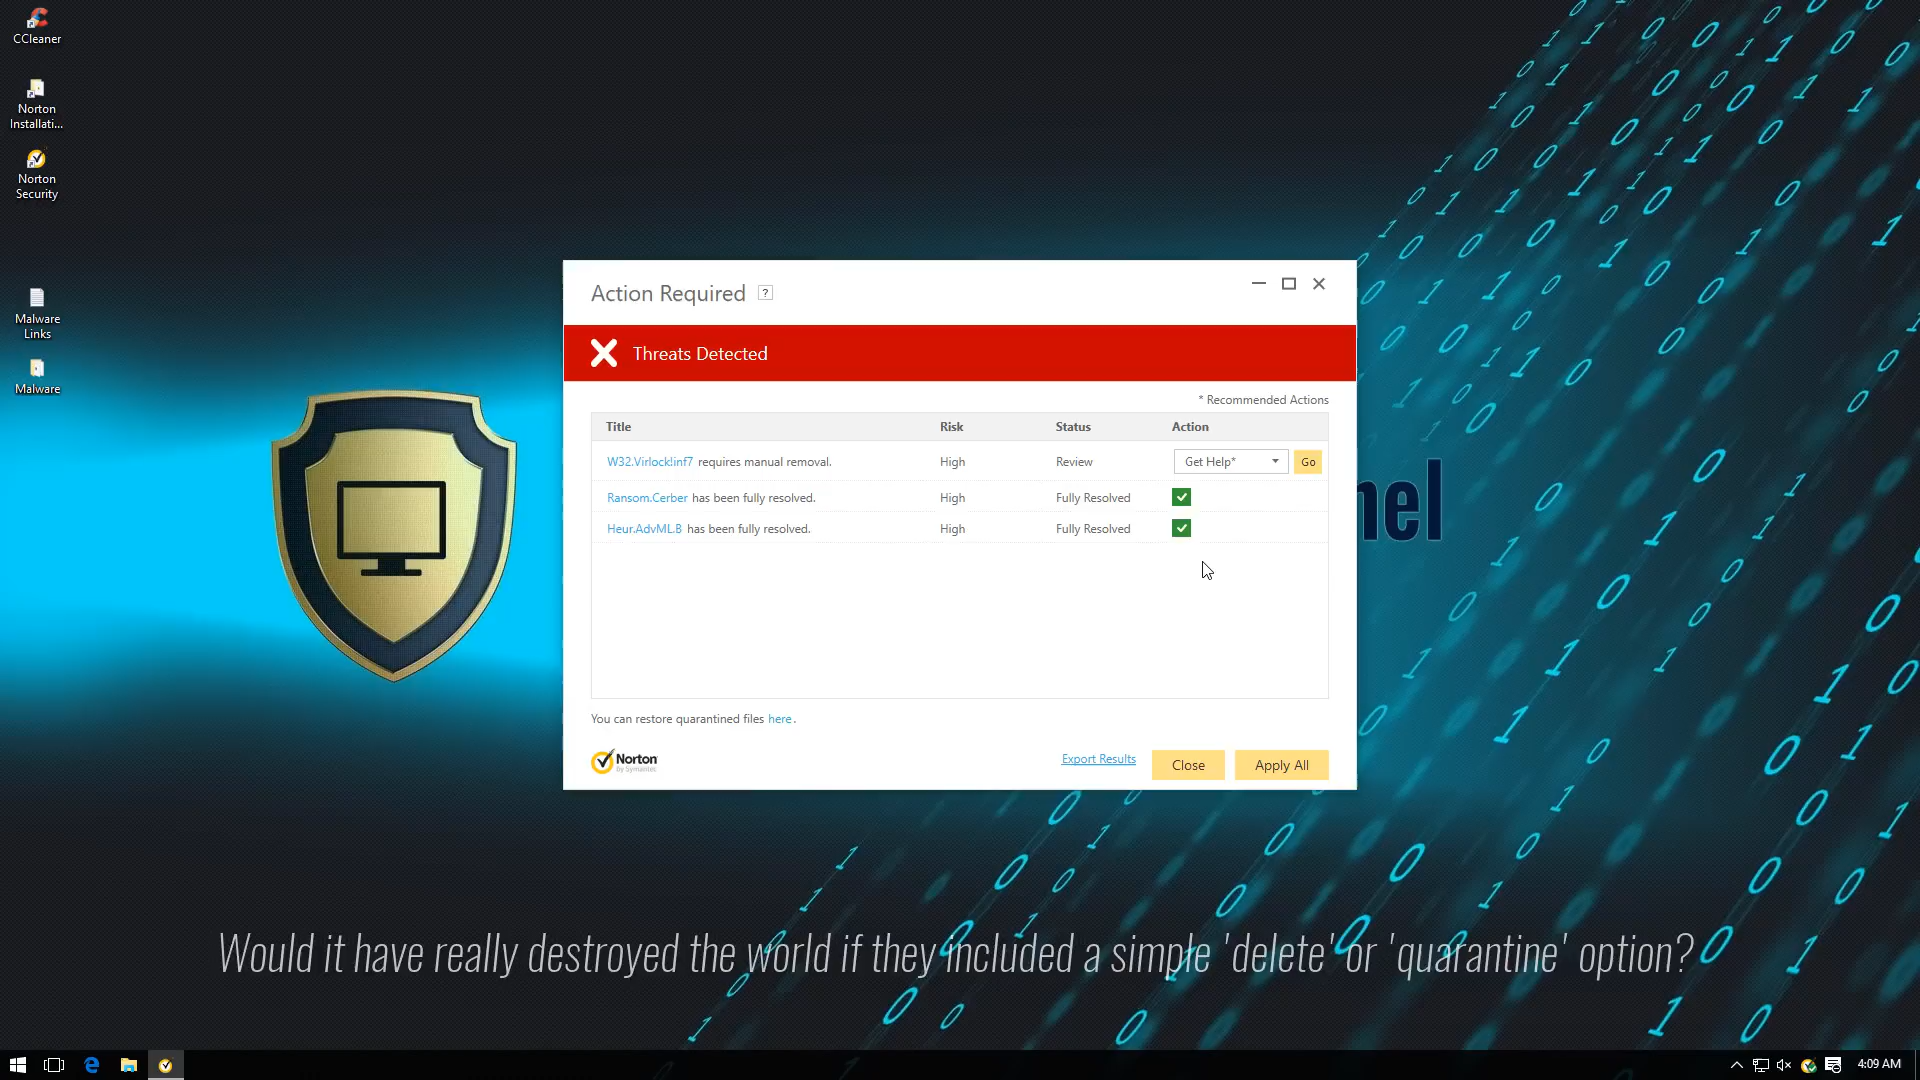 CCleaner
Norton
Installati...
Norton
Security
Malware
Links
Malware
Action Required ?
Threats Detected
* Recommended Actions
Title Risk Status Action
W32.Virlock!inf7 requires manual removal. High Review Get Help* Go
Ransom.Cerber has been fully resolved. High Fully Resolved
Heur.AdvML.B has been fully resolved. High Fully Resolved
nel
You can restore quarantined files here.
Norton
by Symantec
Export Results Close Apply All
Would it have really destroyed the world if they included a simple 'delete' or 'quarantine' option?
4:09 AM